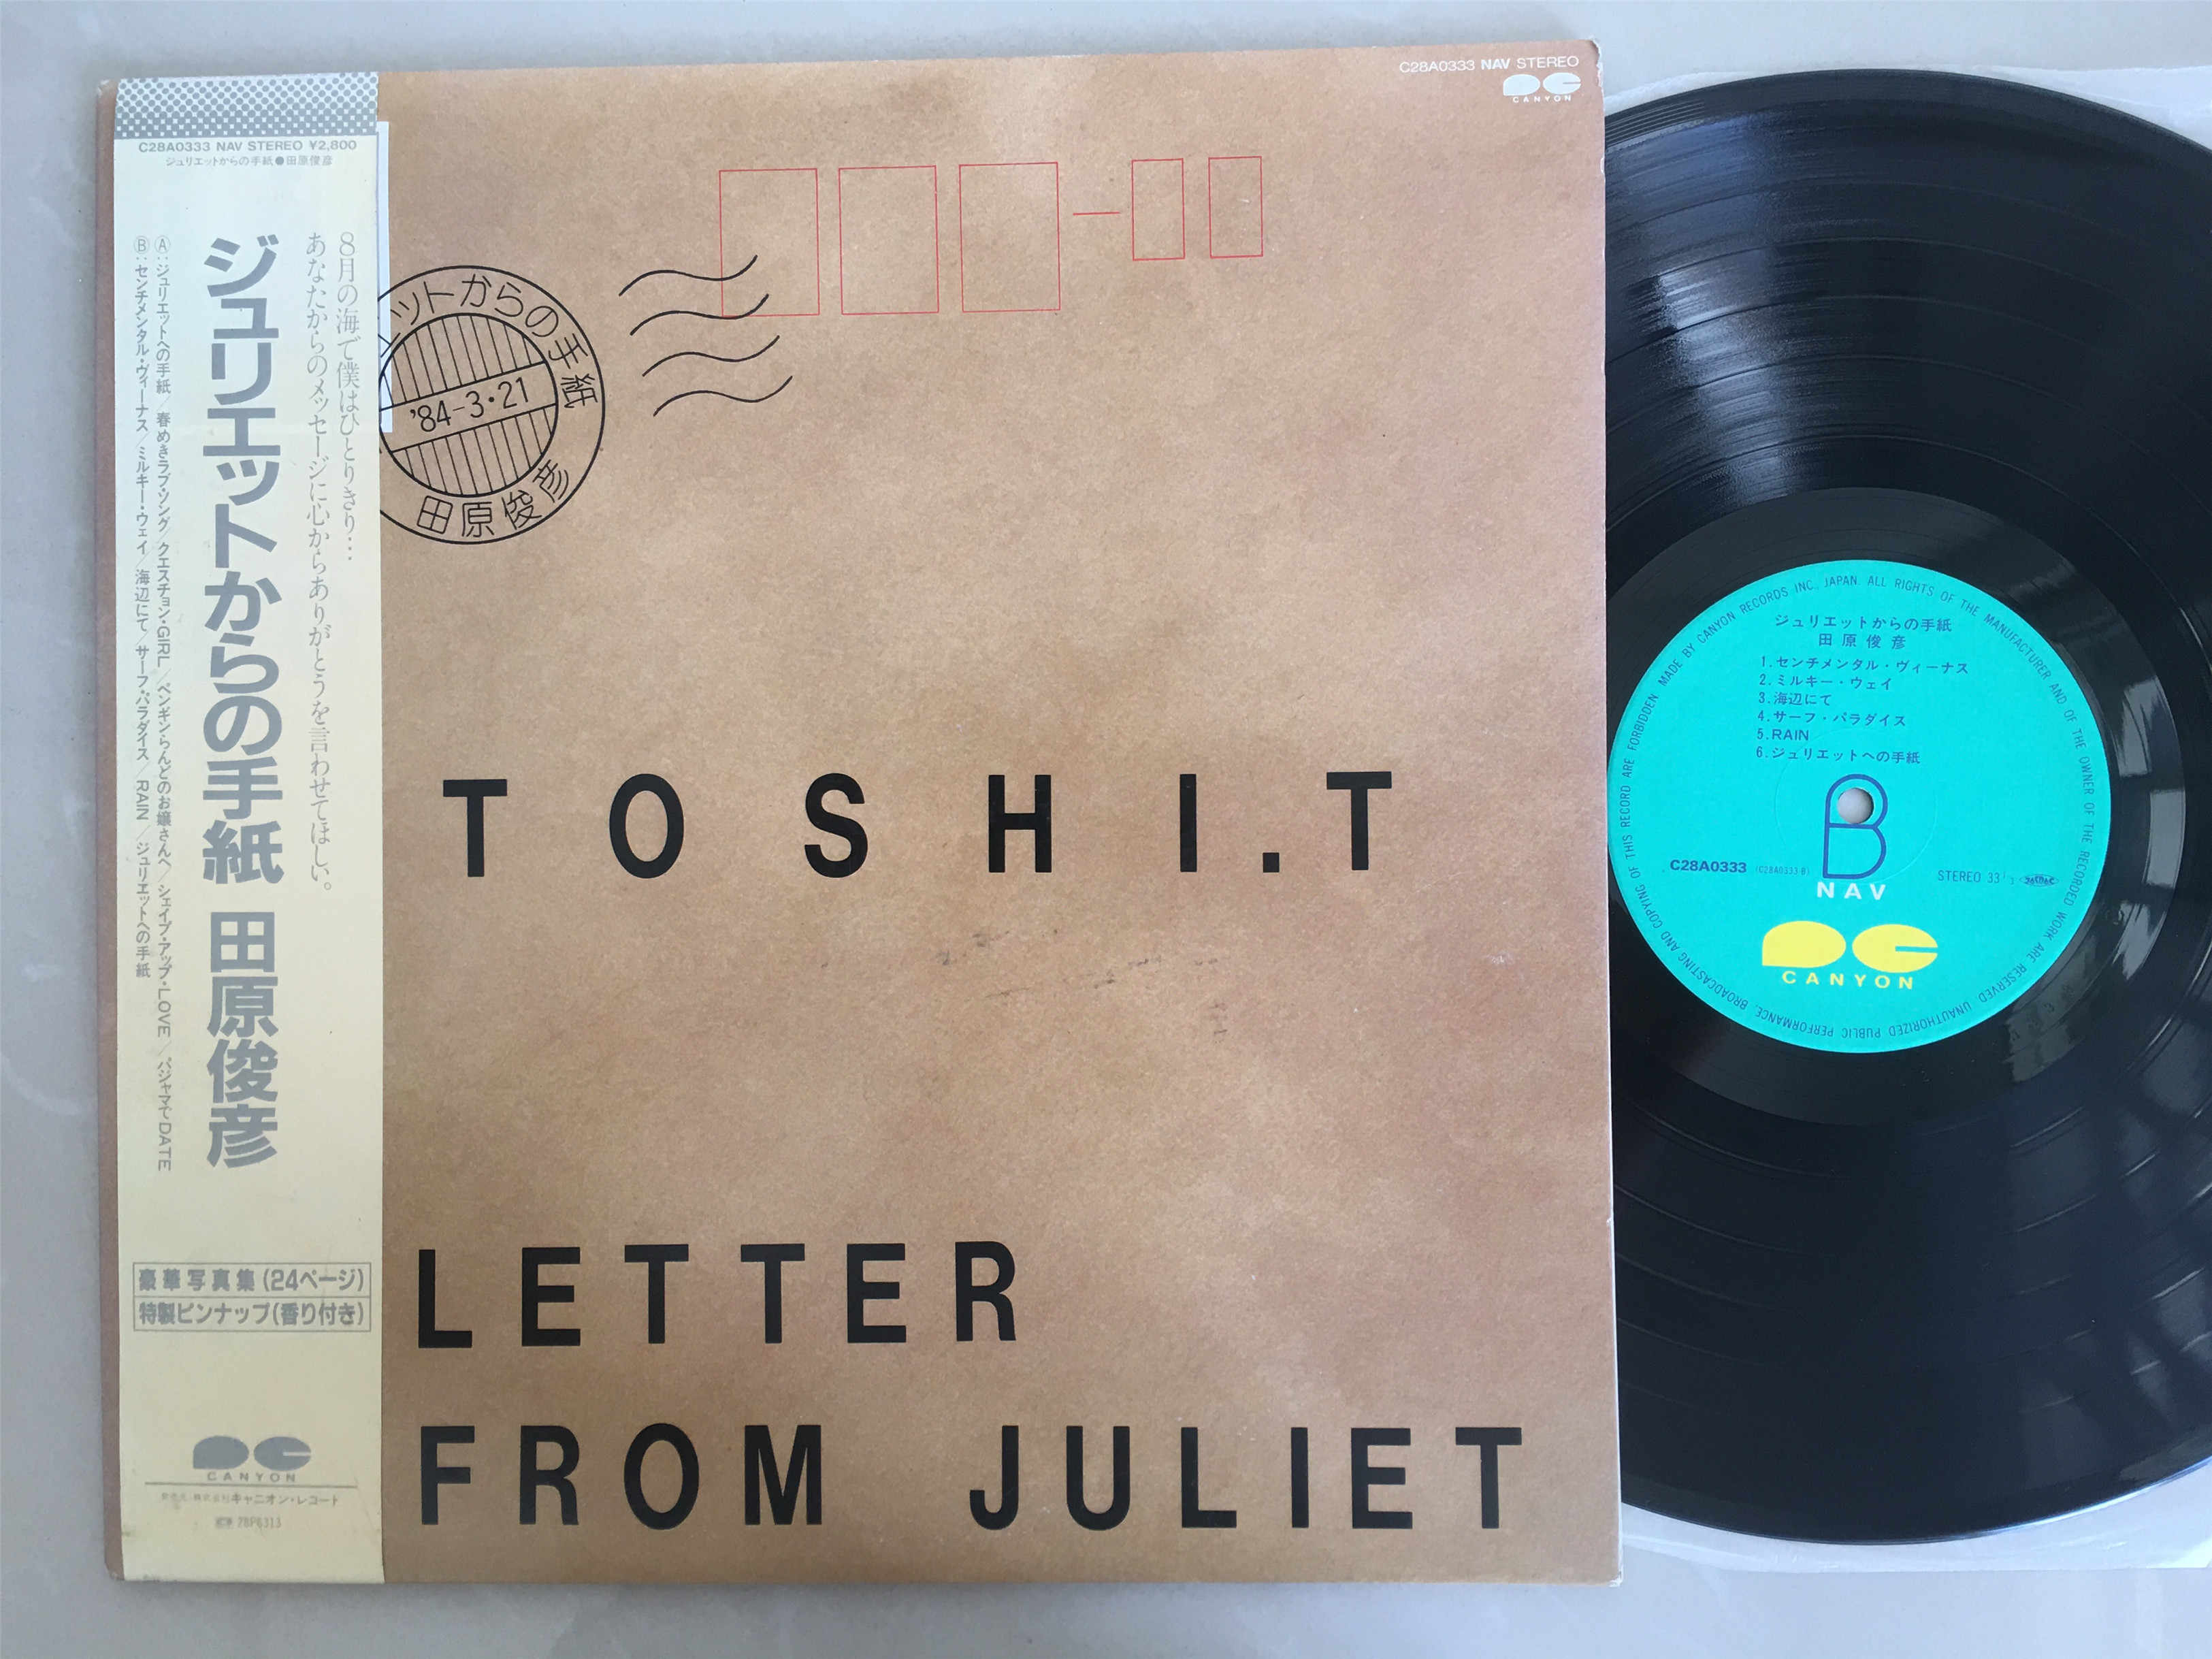 C28A0333 NAV STEREO ¥2,800
ジュリエットからの手紙●田原俊彦
8月の海で僕はひとりきり…
あなたからのメッセージに心からありがとうを言わせてほしい。
ジュリエットからの手紙 田原俊彦
Ⓐ:ジュリエットへの手紙/春めきラブ・ソング/クエスチョン・GIRL/ペンギンらんどのお嬢さんへ/シェイプ・アップ・LOVE/パジャマでDATE
Ⓑ:センチメンタル・ヴィーナス/ミルキー・ウェイ/海辺にて/サーフ・パラダイス/RAIN/ジュリエットへの手紙
豪華写真集(24ページ)
特製ピンナップ(香り付き)
CANYON
キャニオン・レコード
28P6313
C28A0333 NAV STEREO
CANYON
エットからの手紙
'84-3・21
田原俊彦
TOSHI.T
LETTER
FROM JULIET
MADE BY CANYON RECORDS INC., JAPAN. ALL RIGHTS OF THE MANUFACTURER AND OF THE OWNER OF THE RECORDED WORK ARE RESERVED. UNAUTHORIZED PUBLIC PERFORMANCE, BROADCASTING AND COPYING OF THIS RECORD ARE FORBIDDEN
ジュリエットからの手紙
田原俊彦
1.センチメンタル・ヴィーナス
2.ミルキー・ウェイ
3.海辺にて
4.サーフ・パラダイス
5.RAIN
6.ジュリエットへの手紙
B
C28A0333 (C28A0333-B)
STEREO 33 1/3
NAV
CANYON